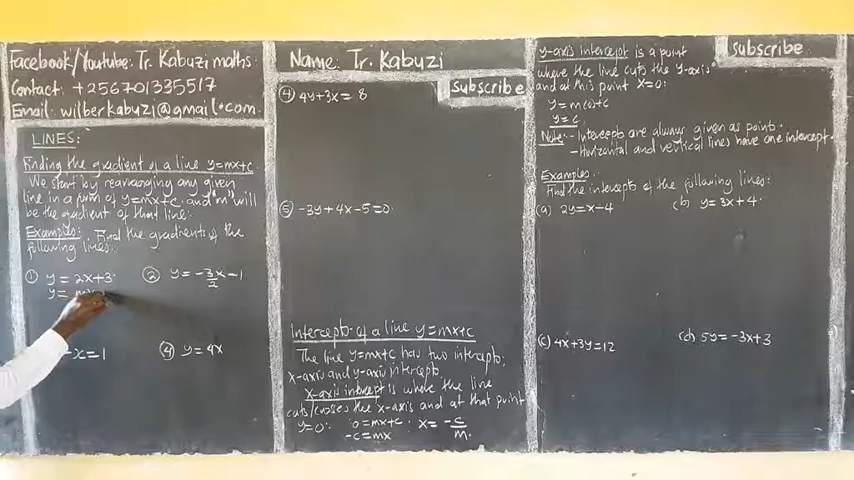 Facebook/Youtube: Tr. Kabuzi maths.
Contact: +256701335517
Email: wilberkabuzi@gmail.com
LINES:
Finding the gradient of a line y=mx+c.
We start by rearranging any given
line in a form of y=mx+c and "m" will
be the gradient of that line:
Examples: Find the gradients of the
following lines:
① y = 2x+3.
② y = -3x-1
2
y =
-x=1
④ y = 4x
Name: Tr. Kabuzi
Subscribe
④ 4y+3x= 8
⑤ -3y+4x-5=0.
Intercepts of a line y=mx+c
The line y=mx+c has two intercepts;
x-axis and y-axis intercepts
x-axis intercept is where the line
cuts/crosses the x-axis and at that point
y=0. 0=mx+c. x= -c
-c=mx m.
y-axis intercept is a point
subscribe
where the line cuts the y-axis
and at this point x=0:
y=m(0)+c
y=c.
Note:- Intercepts are always given as points.
- Horizontal and vertical lines have one intercept.
Examples:
Find the intercepts of the following lines:
(a) 2y=x-4
(b) y=3x+4.
(c) 4x+3y=12
(d) 5y=-3x+3